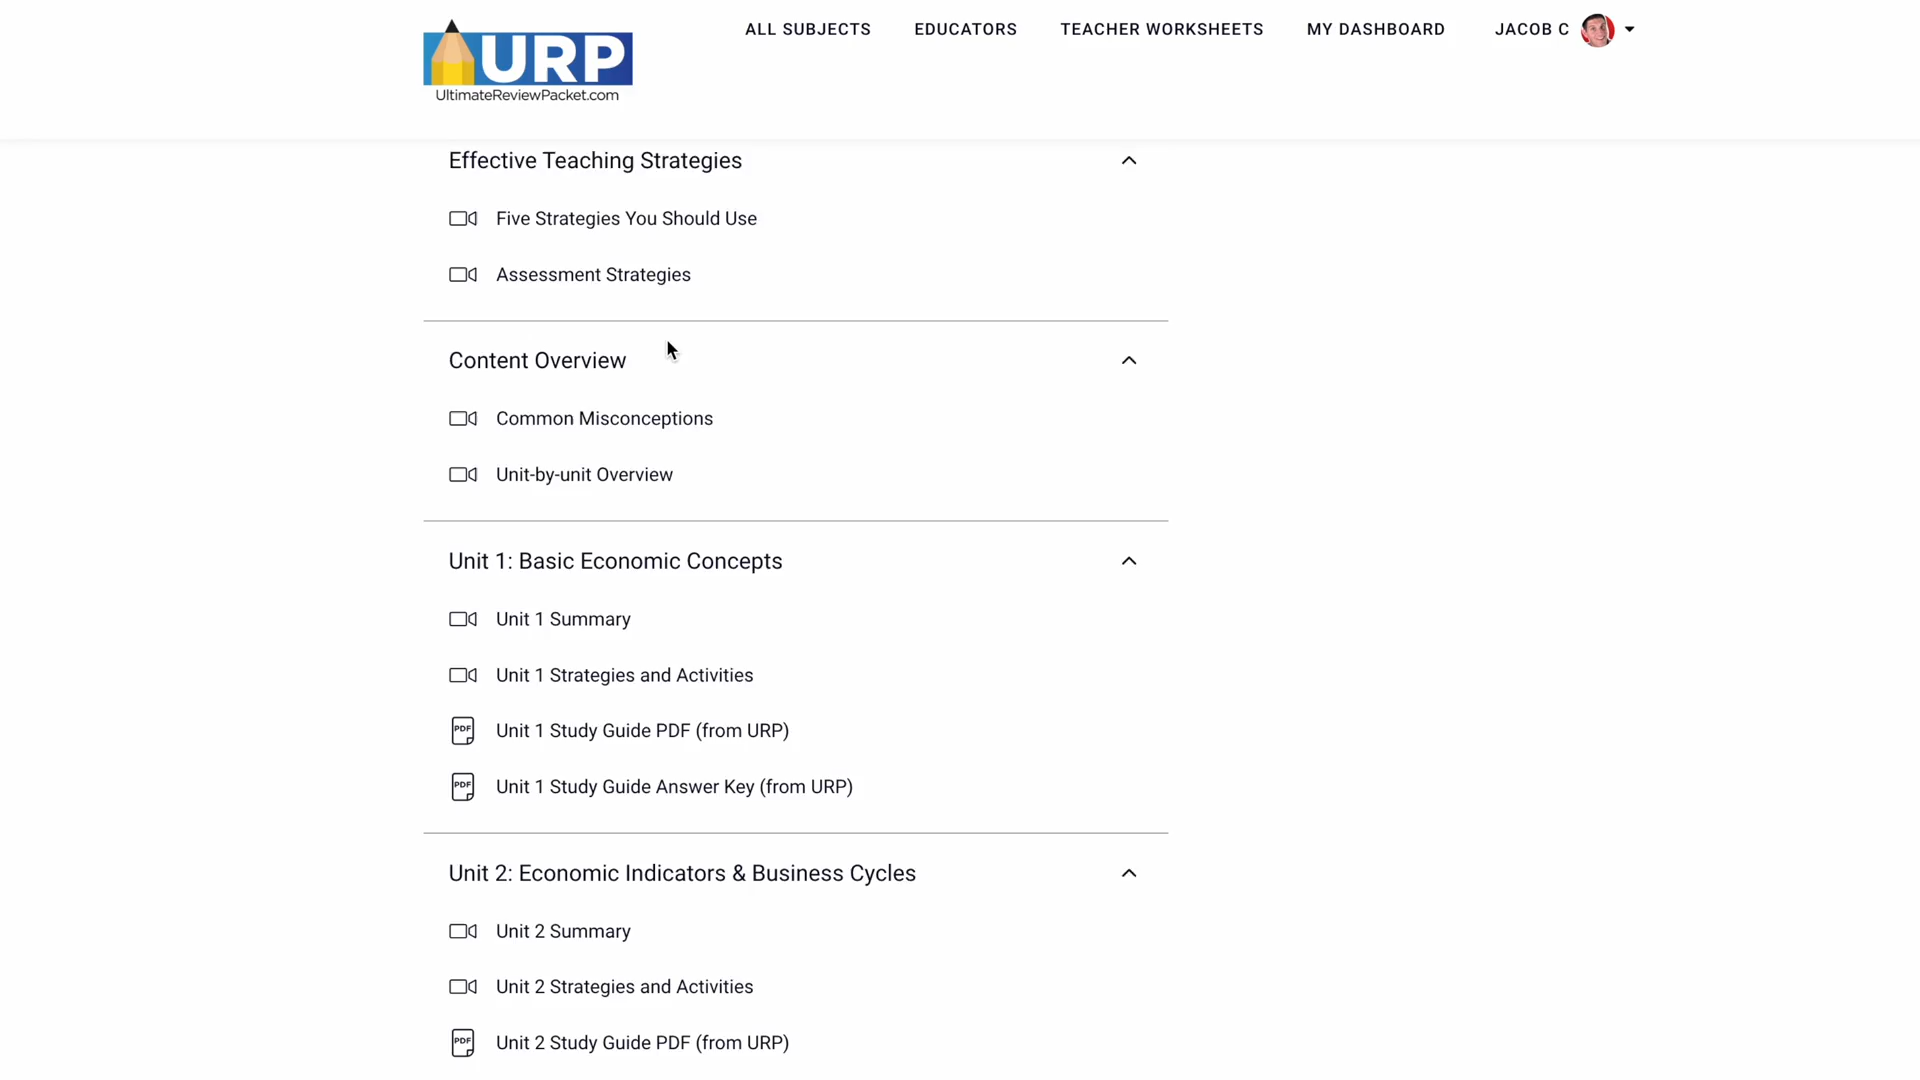 URP
UltimateReviewPacket.com
ALL SUBJECTS
EDUCATORS
TEACHER WORKSHEETS
MY DASHBOARD
JACOB C
Effective Teaching Strategies
Five Strategies You Should Use
Assessment Strategies
Content Overview
Common Misconceptions
Unit-by-unit Overview
Unit 1: Basic Economic Concepts
Unit 1 Summary
Unit 1 Strategies and Activities
PDF Unit 1 Study Guide PDF (from URP)
PDF Unit 1 Study Guide Answer Key (from URP)
Unit 2: Economic Indicators & Business Cycles
Unit 2 Summary
Unit 2 Strategies and Activities
PDF Unit 2 Study Guide PDF (from URP)